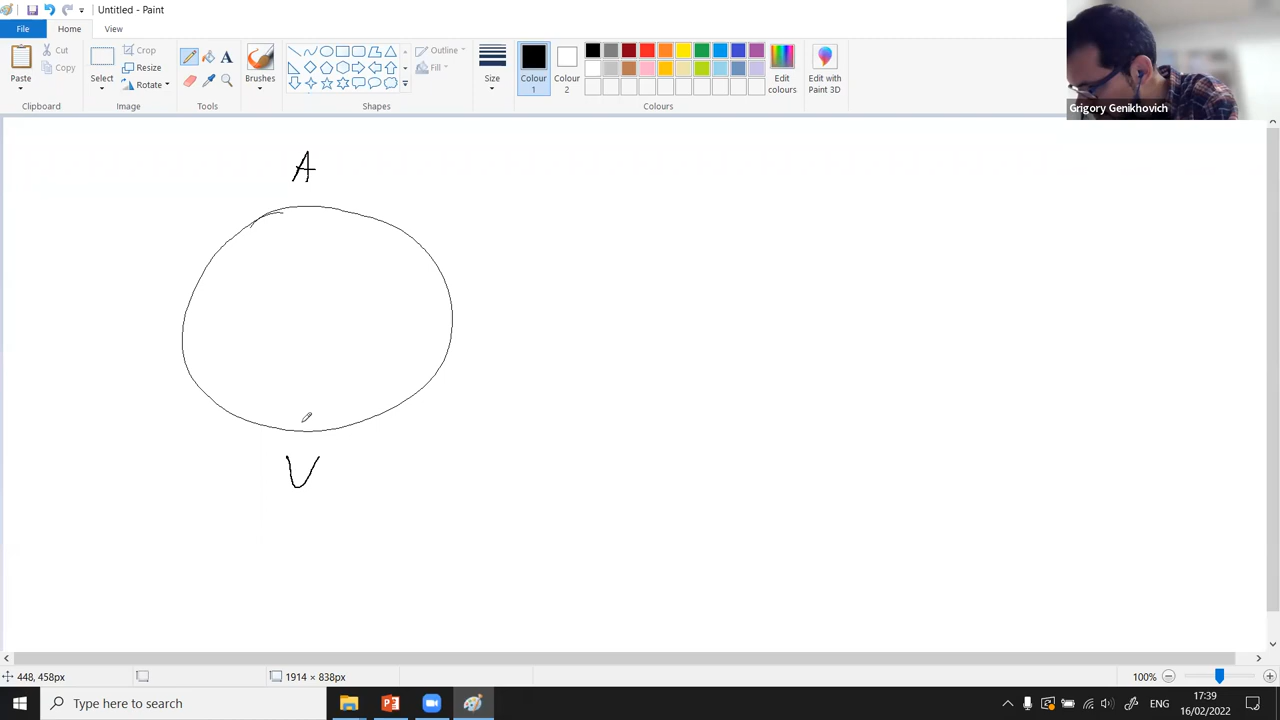 Untitled - Paint
File Home View
Paste
Cut
Copy
Clipboard
Select
Crop
Resize
Rotate
Image
Tools
Brushes
Shapes
Outline
Fill
Size
Colour 1
Colour 2
Edit colours
Colours
Edit with Paint 3D
Grigory Genikhovich
A
V
448, 458px
1914 × 838px
100%
Type here to search
ENG
17:39
16/02/2022